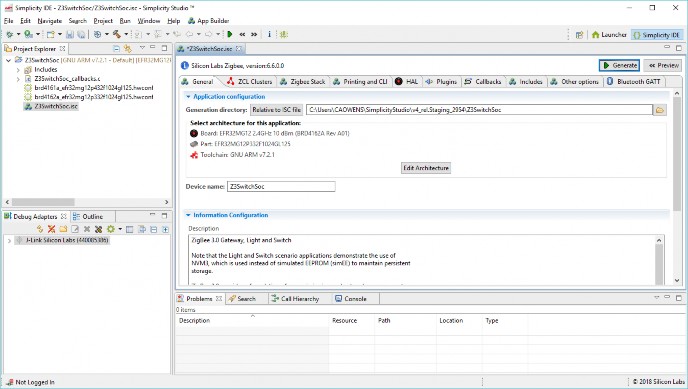 Simplicity IDE - Z3SwitchSoc/Z3SwitchSoc.isc - Simplicity Studio ™
File Edit Navigate Search Project Run Window Help App Builder
Launcher Simplicity IDE
Project Explorer
Z3SwitchSoc [GNU ARM v7.2.1 - Default] [EFR32MG12
Includes
Z3SwitchSoc_callbacks.c
brd4161a_efr32mg12p432f1024gl125.hwconf
brd4162a_efr32mg12p332f1024gl125.hwconf
Z3SwitchSoc.isc
Debug Adapters Outline
J-Link Silicon Labs (440005306)
*Z3SwitchSoc.isc
Silicon Labs Zigbee, version:6.6.0.0
Generate Preview
General ZCL Clusters Zigbee Stack Printing and CLI HAL Plugins Callbacks Includes Other options Bluetooth GATT
Application configuration
Generation directory: Relative to ISC file C:\Users\CAOWENS\SimplicityStudio\v4_rel.Staging_2954\Z3SwitchSoc
Select architecture for this application:
Board: EFR32MG12 2.4GHz 10 dBm (BRD4162A Rev A01)
Part: EFR32MG12P332F1024GL125
Toolchain: GNU ARM v7.2.1
Edit Architecture
Device name: Z3SwitchSoc
Information Configuration
Description
ZigBee 3.0 Gateway, Light and Switch
Note that the Light and Switch scenario applications demonstrate the use of
NVM3, which is used instead of simulated EEPROM (simEE) to maintain persistent
storage.
Problems Search Call Hierarchy Console
0 items
Description Resource Path Location Type
Not Logged In
© 2018 Silicon Labs